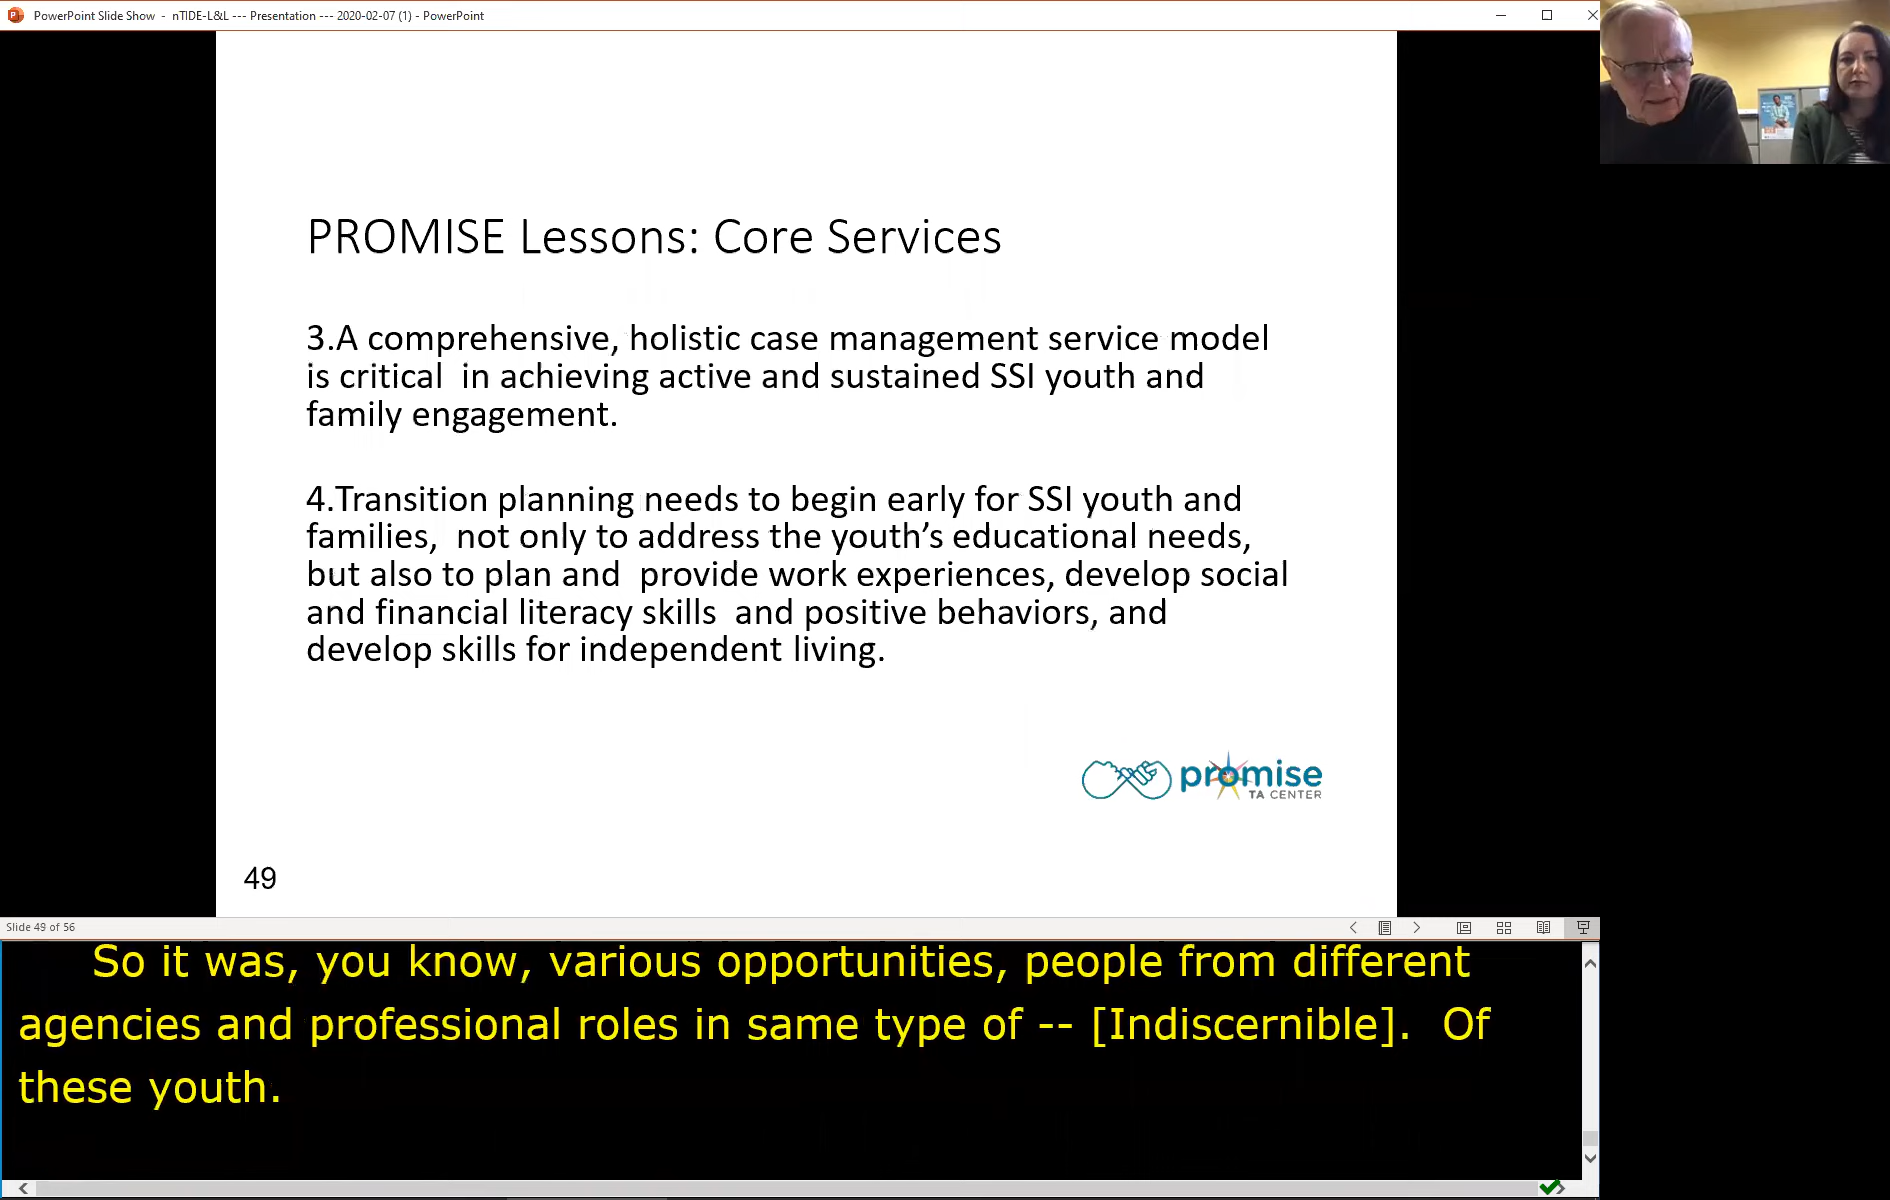 PowerPoint Slide Show - nTIDE-L&L --- Presentation --- 2020-02-07 (1) - PowerPoint
PROMISE Lessons: Core Services
3.A comprehensive, holistic case management service model
is critical in achieving active and sustained SSI youth and
family engagement.
4.Transition planning needs to begin early for SSI youth and
families, not only to address the youth’s educational needs,
but also to plan and provide work experiences, develop social
and financial literacy skills and positive behaviors, and
develop skills for independent living.
promise
TA CENTER
49
Slide 49 of 56
So it was, you know, various opportunities, people from different
agencies and professional roles in same type of -- [Indiscernible]. Of
these youth.